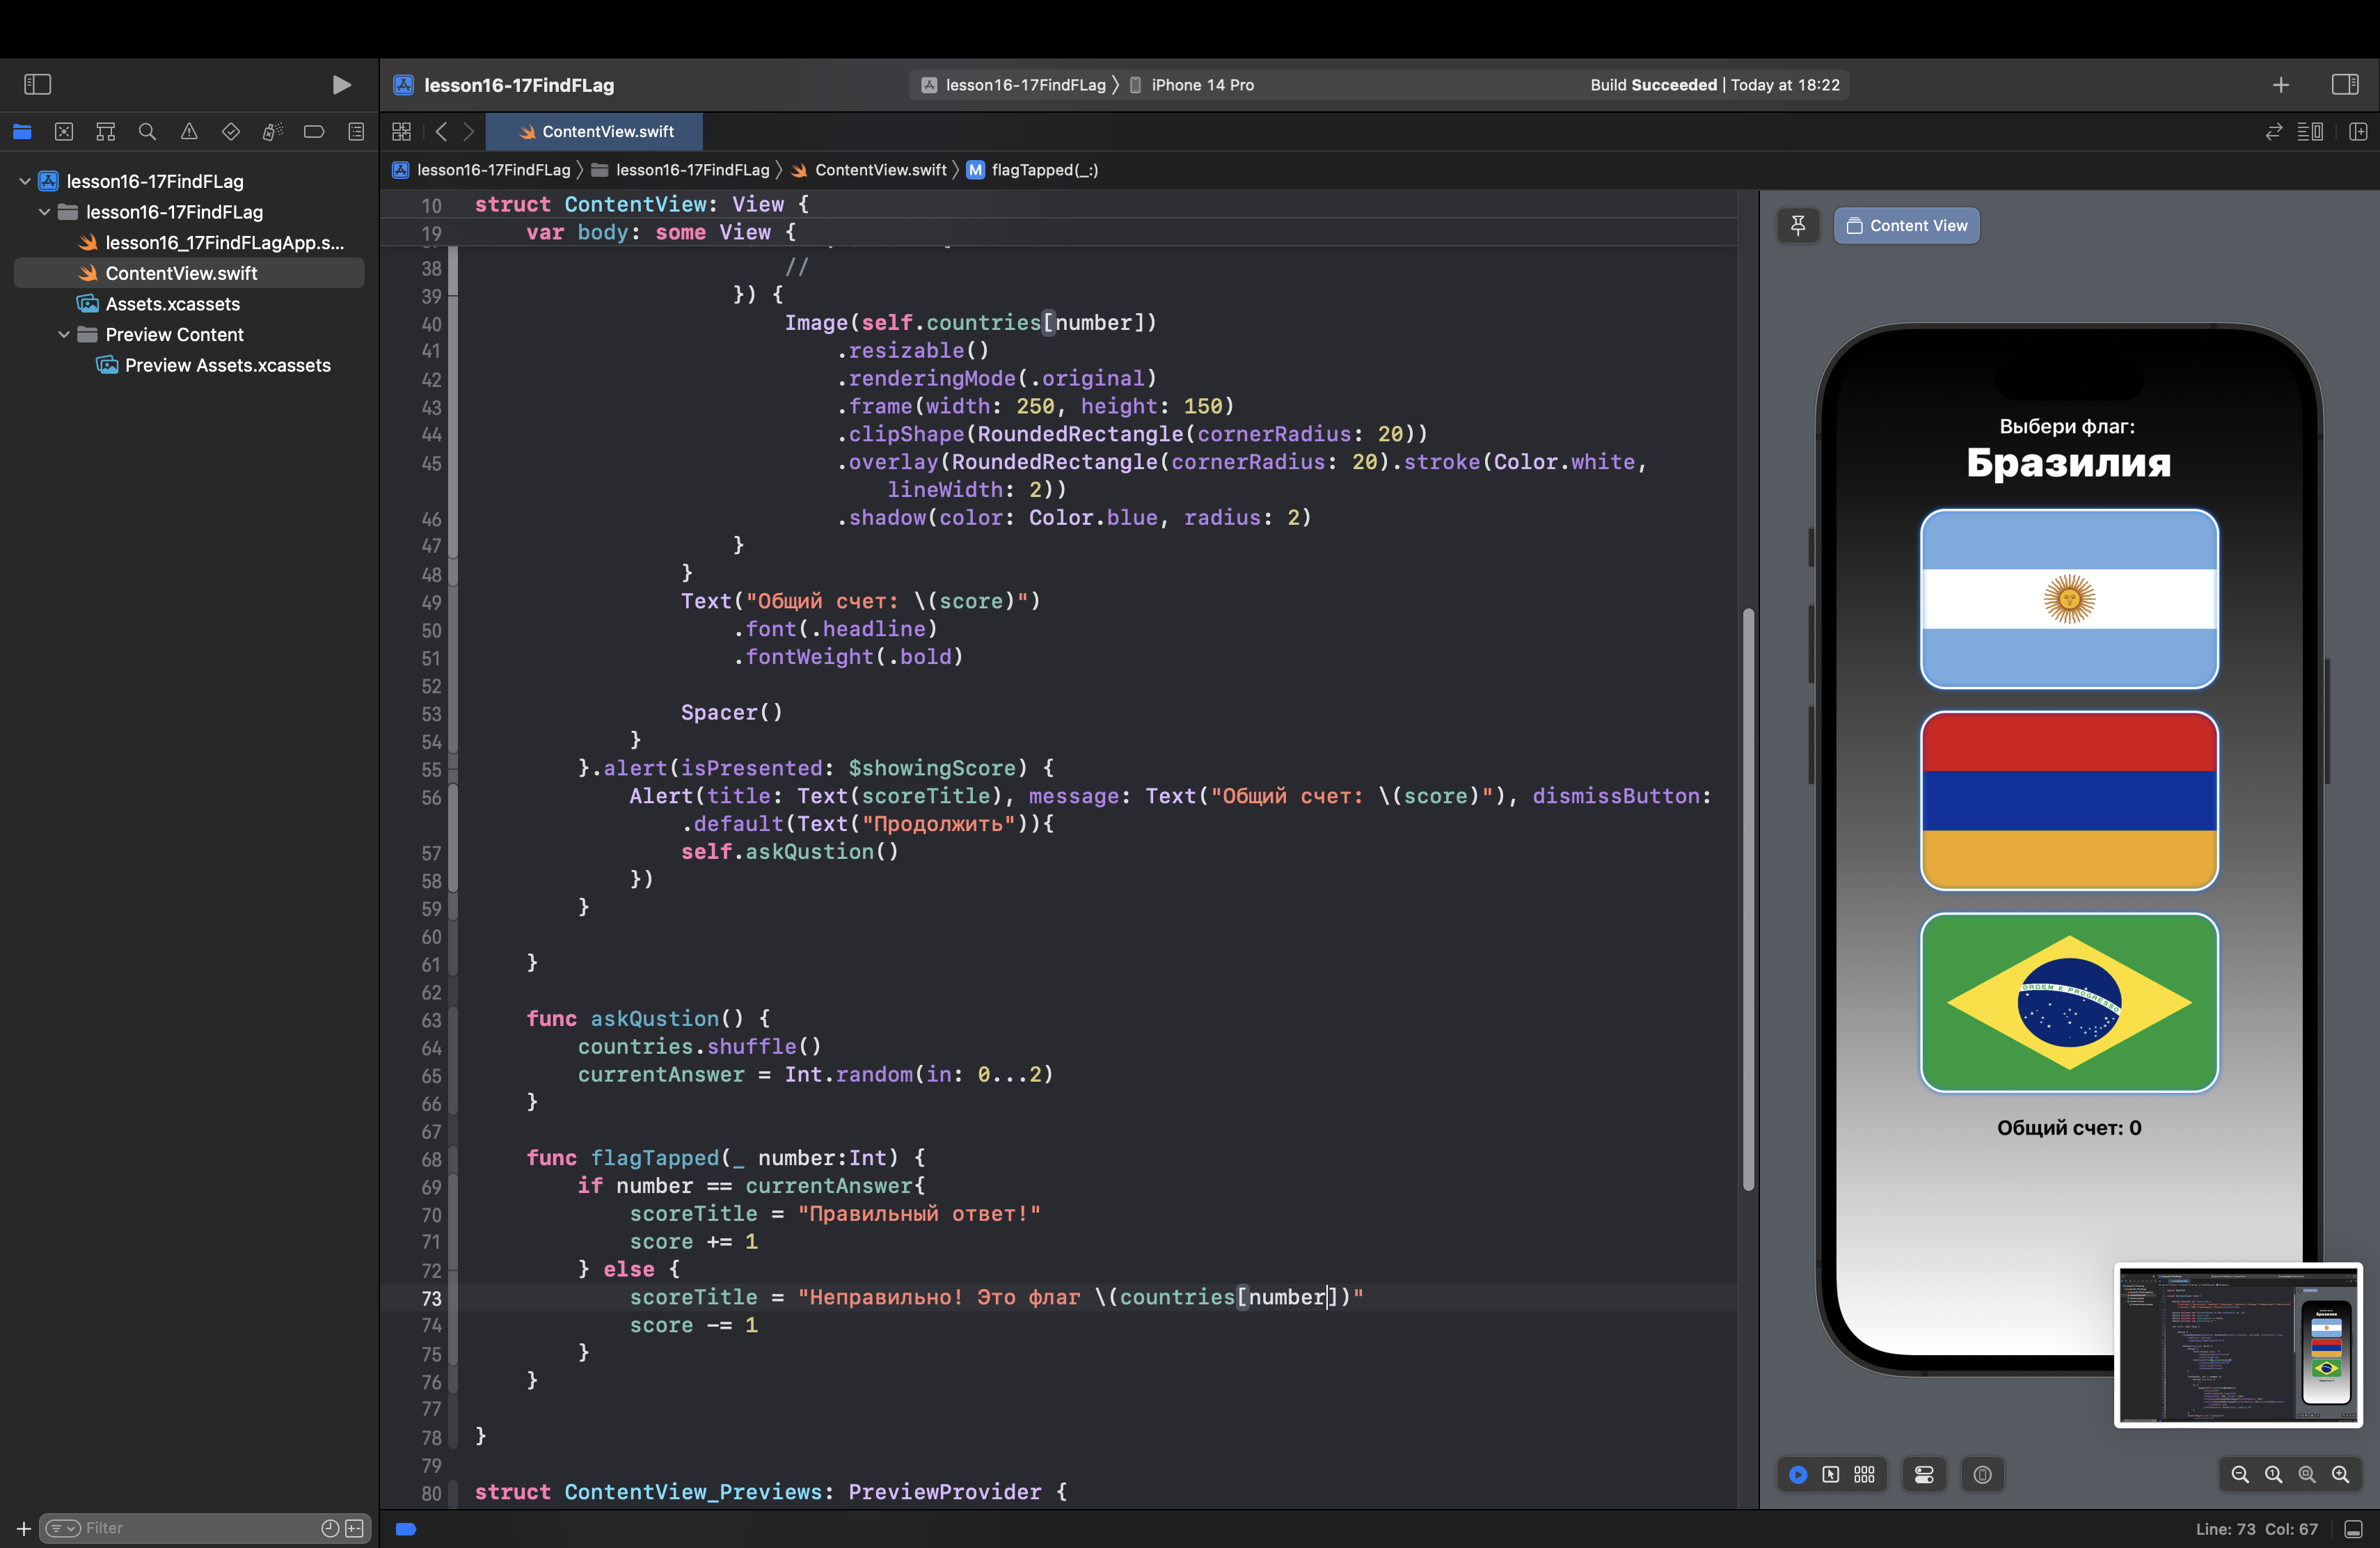 lesson16-17FindFLag
lesson16-17FindFLag
iPhone 14 Pro
Build Succeeded | Today at 18:22
ContentView.swift
lesson16-17FindFLag
lesson16-17FindFLag
ContentView.swift
M
flagTapped(_:)
lesson16-17FindFLag
lesson16-17FindFLag
lesson16_17FindFLagApp.s...
ContentView.swift
Assets.xcassets
Preview Content
Preview Assets.xcassets
Filter
10 struct ContentView: View {
19 var body: some View {
38 //
39 }) {
40 Image(self.countries[number])
41 .resizable()
42 .renderingMode(.original)
43 .frame(width: 250, height: 150)
44 .clipShape(RoundedRectangle(cornerRadius: 20))
45 .overlay(RoundedRectangle(cornerRadius: 20).stroke(Color.white,
lineWidth: 2))
46 .shadow(color: Color.blue, radius: 2)
47 }
48 }
49 Text("Общий счет: \(score)")
50 .font(.headline)
51 .fontWeight(.bold)
52
53 Spacer()
54 }
55 }.alert(isPresented: $showingScore) {
56 Alert(title: Text(scoreTitle), message: Text("Общий счет: \(score)"), dismissButton:
.default(Text("Продолжить")){
57 self.askQustion()
58 })
59 }
60
61 }
62
63 func askQustion() {
64 countries.shuffle()
65 currentAnswer = Int.random(in: 0...2)
66 }
67
68 func flagTapped(_ number:Int) {
69 if number == currentAnswer{
70 scoreTitle = "Правильный ответ!"
71 score += 1
72 } else {
73 scoreTitle = "Неправильно! Это флаг \(countries[number])"
74 score -= 1
75 }
76 }
77
78 }
79
80 struct ContentView_Previews: PreviewProvider {
Content View
Выбери флаг:
Бразилия
ORDEM E PROGRESSO
Общий счет: 0
Line: 73 Col: 67